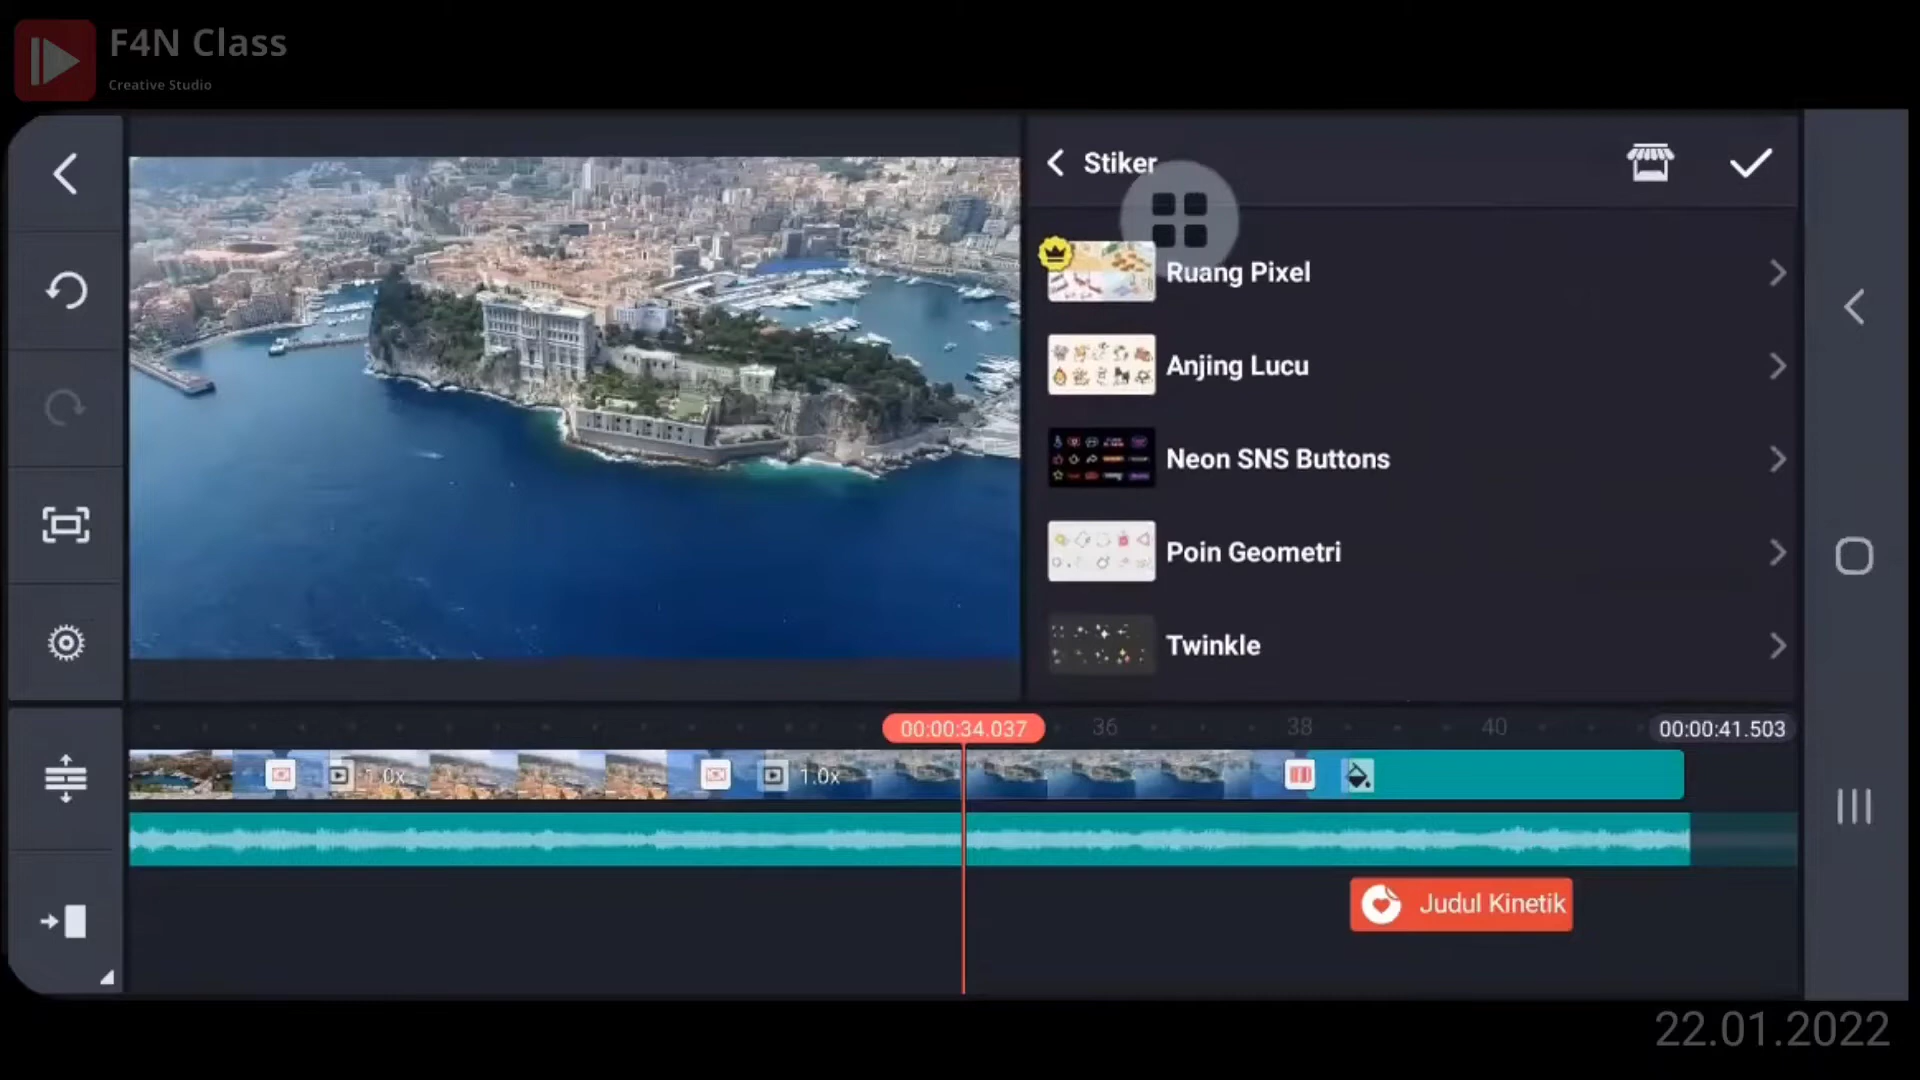 F4N Class
Creative Studio
Stiker
Ruang Pixel
Anjing Lucu
Neon SNS Buttons
Poin Geometri
Twinkle
00:00:34.037
36
38
40
00:00:41.503
1.0x
1.0x
Judul Kinetik
22.01.2022